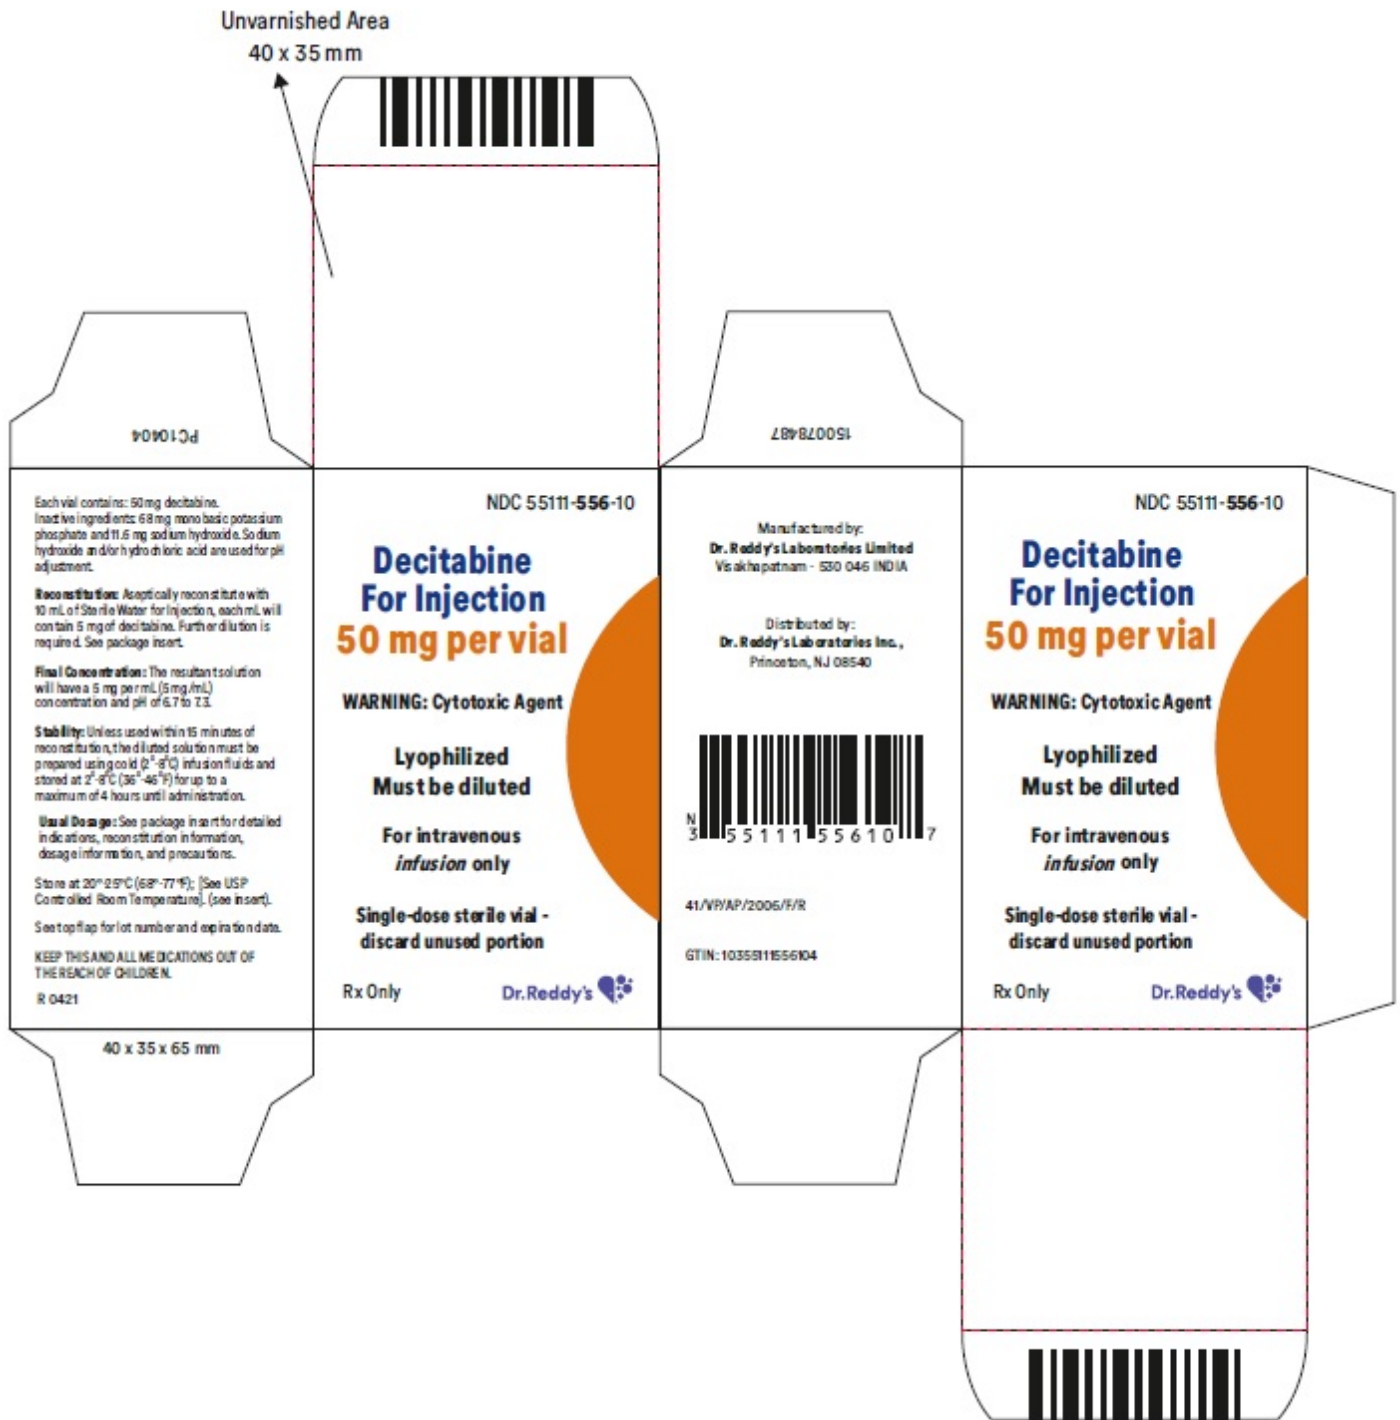 Unvarnished Area
40 x 35 mm
PC10404
150078487
Each vial contains: 50 mg decitabine.
Inactive ingredients: 68 mg monobasic potassium
phosphate and 11.6 mg sodium hydroxide. Sodium
hydroxide and/or hydrochloric acid are used for pH
adjustment.
Reconstitution: Aseptically reconstitute with
10 mL of Sterile Water for Injection, each mL will
contain 5 mg of decitabine. Further dilution is
required. See package insert.
Final Concentration: The resultant solution
will have a 5 mg per mL (5 mg/mL)
concentration and pH of 6.7 to 7.3.
Stability: Unless used within 15 minutes of
reconstitution, the diluted solution must be
prepared using cold (2°-8°C) infusion fluids and
stored at 2°-8°C (36°-46°F) for up to a
maximum of 4 hours until administration.
Usual Dosage: See package insert for detailed
indications, reconstitution information,
dosage information, and precautions.
Store at 20°-25°C (68°-77°F); [See USP
Controlled Room Temperature]. (see insert).
See top flap for lot number and expiration date.
KEEP THIS AND ALL MEDICATIONS OUT OF
THE REACH OF CHILDREN.
R 0421
40 x 35 x 65 mm
NDC 55111-556-10
Decitabine
For Injection
50 mg per vial
WARNING: Cytotoxic Agent
Lyophilized
Must be diluted
For intravenous
infusion only
Single-dose sterile vial -
discard unused portion
Rx Only
Dr.Reddy's
Manufactured by:
Dr. Reddy's Laboratories Limited
Visakhapatnam - 530 046 INDIA
Distributed by:
Dr. Reddy's Laboratories Inc.,
Princeton, NJ 08540
N
3 55111 55610 7
41/VP/AP/2006/F/R
GTIN: 10355111556104
NDC 55111-556-10
Decitabine
For Injection
50 mg per vial
WARNING: Cytotoxic Agent
Lyophilized
Must be diluted
For intravenous
infusion only
Single-dose sterile vial -
discard unused portion
Rx Only
Dr.Reddy's